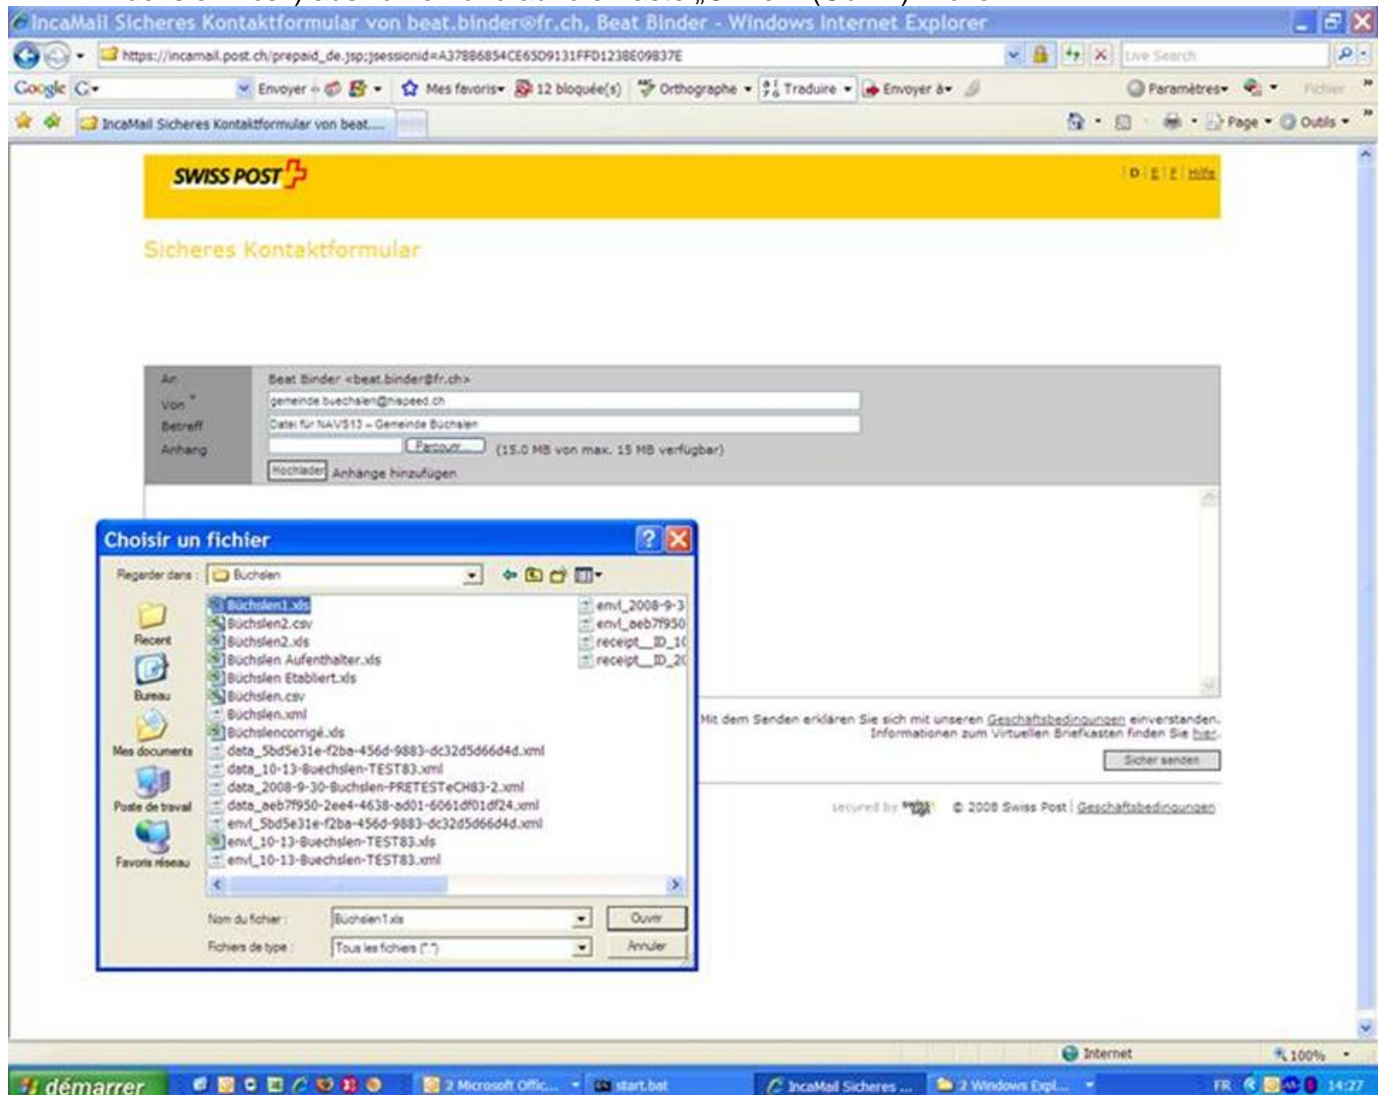 IncaMail Sicheres Kontaktformular von beat.binder@fr.ch, Beat Binder - Windows Internet Explorer
https://incamail.post.ch/prepaid_de.jsp;jsessionid=A37BB6854CE65D9131FFD123BE09B37E
Live Search
Google G
Envoyer
Mes favoris
12 bloquée(s)
Orthographe
Traduire
Envoyer à
Paramètres
Fichier
IncaMail Sicheres Kontaktformular von beat....
Page
Outils
SWISS POST
D | E | F | Hilfe
Sicheres Kontaktformular
An Beat Binder <beat.binder@fr.ch>
Von * gemeinde.buechslen@hispeed.ch
Betreff Datei für NAVS13 – Gemeinde Büchslen
Anhang Parcourir... (15.0 MB von max. 15 MB verfügbar)
Hochladen Anhänge hinzufügen
Choisir un fichier
Regarder dans : Buchslen
Recent
Bureau
Mes documents
Poste de travail
Favoris réseau
Büchslen1.xls
Büchslen2.csv
Büchslen2.xls
Büchslen Aufenthalter.xls
Büchslen Etabliert.xls
Büchslen.csv
Büchslen.xml
Büchslencorrigé.xls
data_5bd5e31e-f2ba-456d-9883-dc32d5d66d4d.xml
data_10-13-Buechslen-TEST83.xml
data_2008-9-30-Buchslen-PRETESTeCH83-2.xml
data_aeb7f950-2ee4-4638-ad01-6061df01df24.xml
envl_5bd5e31e-f2ba-456d-9883-dc32d5d66d4d.xml
envl_10-13-Buechslen-TEST83.xls
envl_10-13-Buechslen-TEST83.xml
envl_2008-9-3
envl_aeb7f950
receipt__ID_10
receipt__ID_20
Nom du fichier : Büchslen1.xls
Ouvrir
Fichiers de type : Tous les fichiers (*.*)
Annuler
Mit dem Senden erklären Sie sich mit unseren Geschäftsbedingungen einverstanden.
Informationen zum Virtuellen Briefkasten finden Sie hier.
Sicher senden
secured by swiss sign © 2008 Swiss Post | Geschäftsbedingungen
Internet
100%
démarrer
2 Microsoft Offic...
start.bat
IncaMail Sicheres ...
2 Windows Expl...
FR
14:27